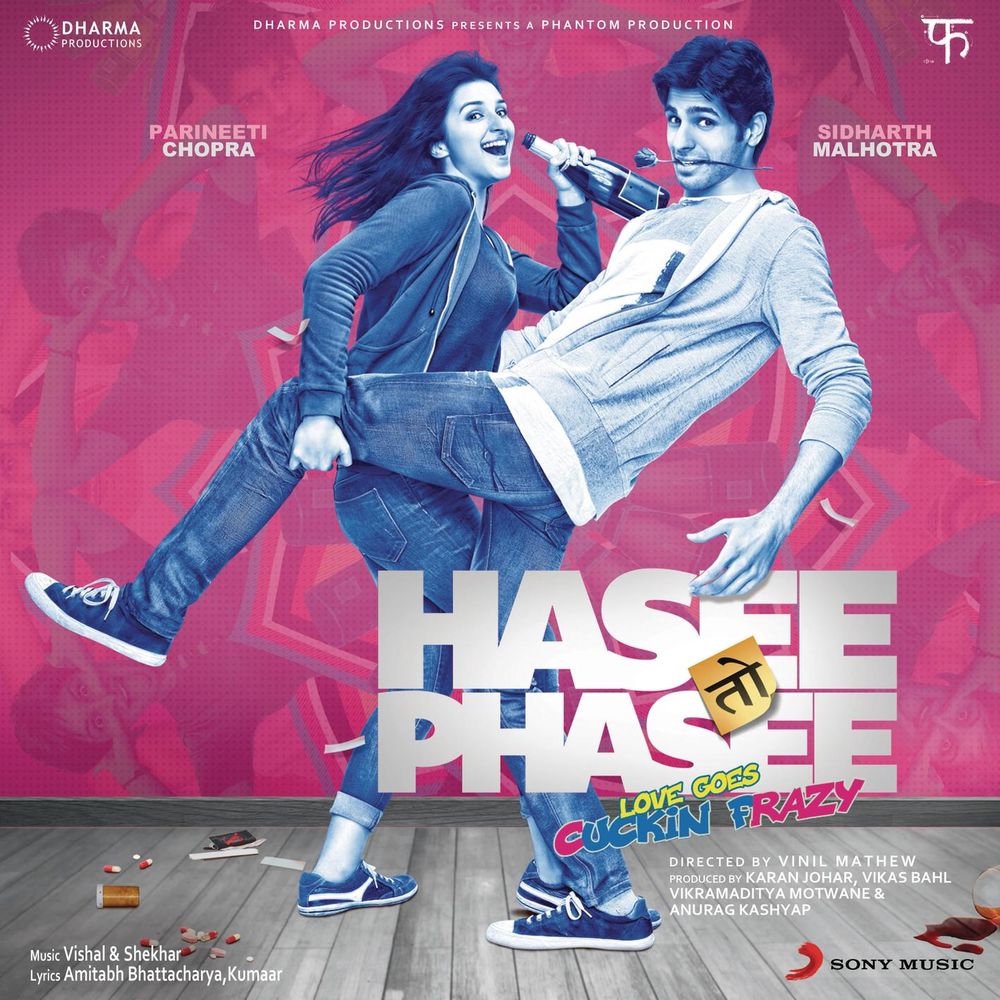 DHARMA
PRODUCTIONS
DHARMA PRODUCTIONS PRESENTS A PHANTOM PRODUCTION
फ
PARINEETI
CHOPRA
SIDHARTH
MALHOTRA
HASEE
तो
PHASEE
LOVE GOES
CUCKIN FRAZY
DIRECTED BY VINIL MATHEW
PRODUCED BY KARAN JOHAR, VIKAS BAHL
VIKRAMADITYA MOTWANE &
ANURAG KASHYAP
Music Vishal & Shekhar
Lyrics Amitabh Bhattacharya,Kumaar
SONY MUSIC